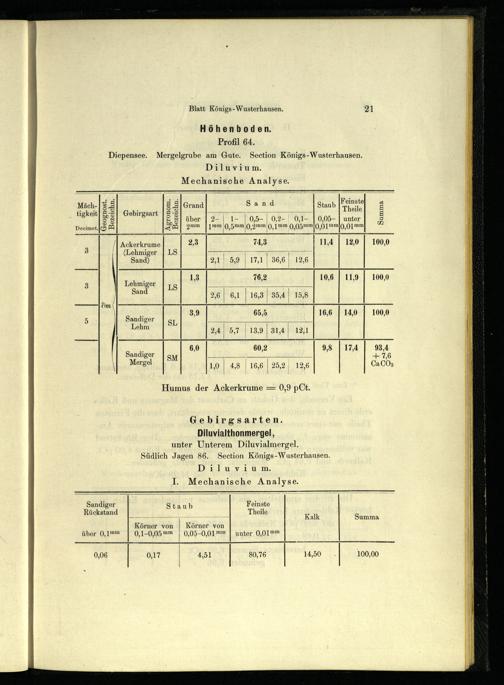 Blatt Königs-Wusterhausen. 21
Höhenboden.
Profil 64.
Diepensee. Mergelgrube am Gute. Section Königs-Wusterhausen.
Diluvium.
Mechanische Analyse.
Mäch-tigkeit Decimet. Geognost. Bezeichn. Gebirgsart Agronom. Bezeichn. Grand über 2mm Sand 2–1mm 1–0,5mm 0,5–0,2mm 0,2–0,1mm 0,1–0,05mm Staub 0,05–0,01mm Feinste Theile unter 0,01mm Summa
3 Ackerkrume (Lehmiger Sand) LS 2,3 74,3 11,4 12,0 100,0
2,1 5,9 17,1 36,6 12,6
3 Lehmiger Sand LS 1,3 76,2 10,6 11,9 100,0
2,6 6,1 16,3 35,4 15,8
5 Sandiger Lehm SL 3,9 65,5 16,6 14,0 100,0
2,4 5,7 13,9 31,4 12,1
Sandiger Mergel SM 6,0 60,2 9,8 17,4 93,4 + 7,6 CaCO3
1,0 4,8 16,6 25,2 12,6
Humus der Ackerkrume = 0,9 pCt.
Gebirgsarten.
Diluvialthonmergel,
unter Unterem Diluvialmergel.
Südlich Jagen 86. Section Königs-Wusterhausen.
Diluvium.
I. Mechanische Analyse.
Sandiger Rückstand über 0,1mm Staub Körner von 0,1–0,05mm Körner von 0,05–0,01mm Feinste Theile unter 0,01mm Kalk Summa
0,06 0,17 4,51 80,76 14,50 100,00